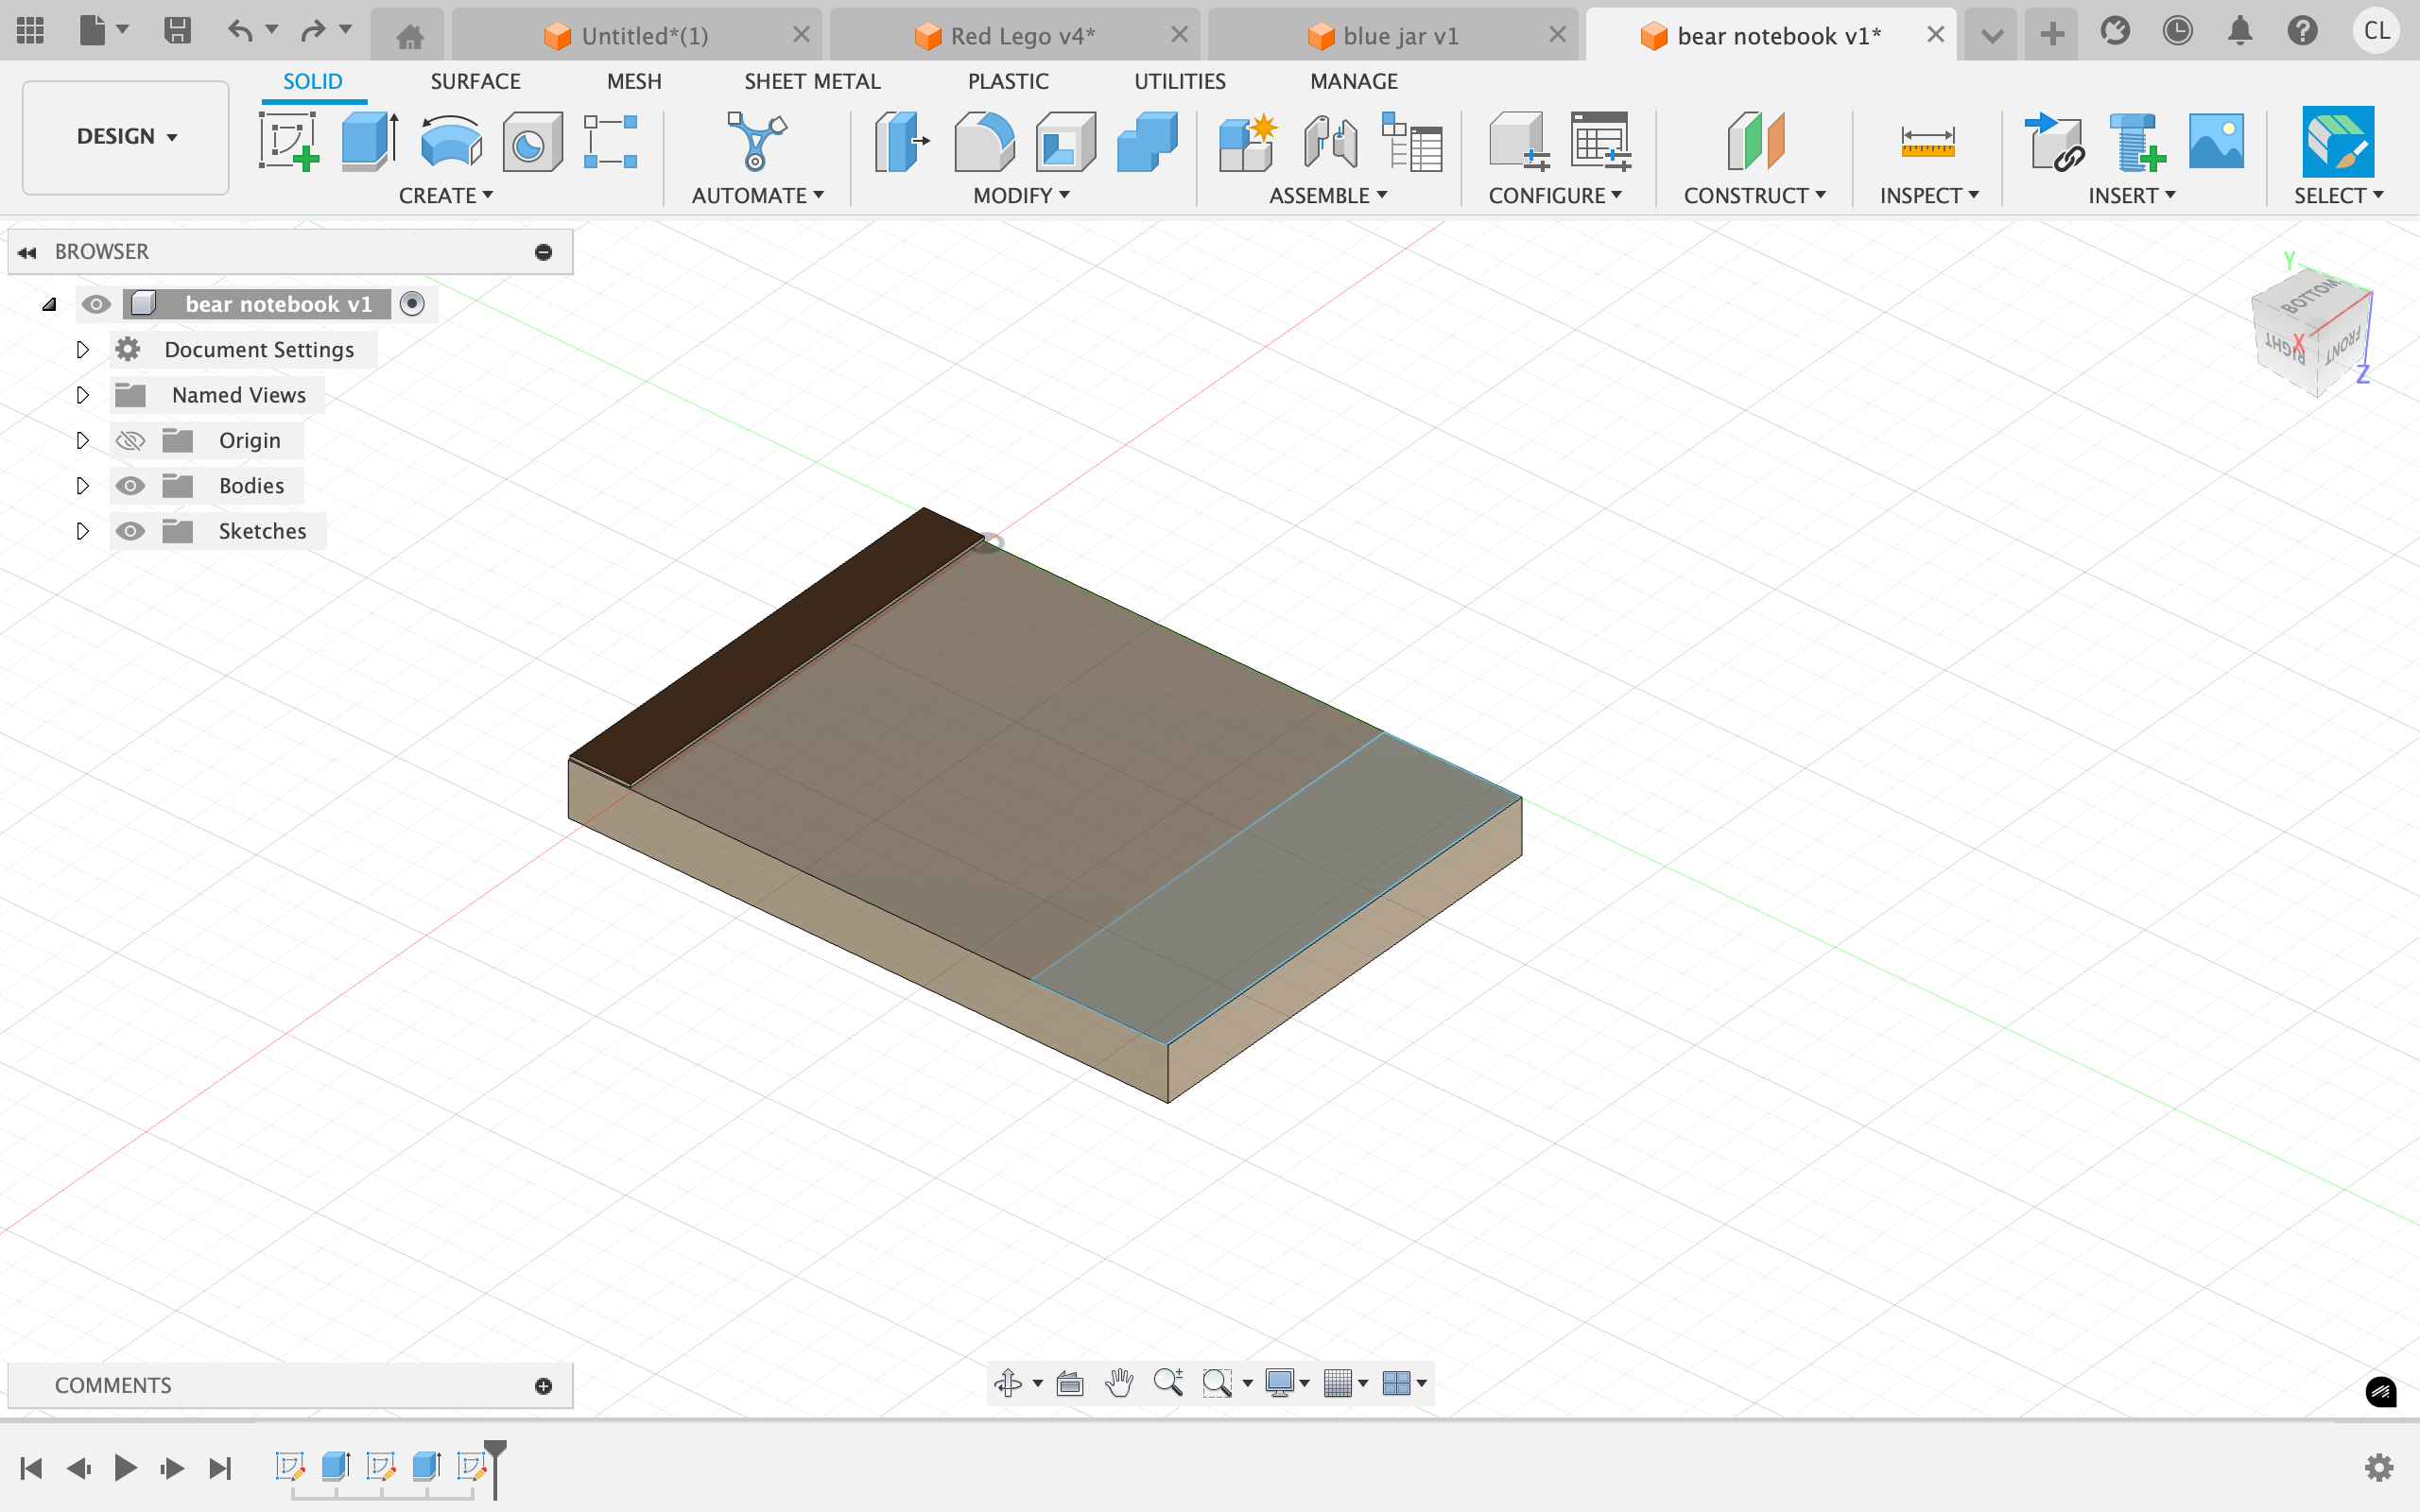 Untitled*(1)
Red Lego v4*
blue jar v1
bear notebook v1*
CL
SOLID
SURFACE
MESH
SHEET METAL
PLASTIC
UTILITIES
MANAGE
DESIGN
CREATE
AUTOMATE
MODIFY
ASSEMBLE
CONFIGURE
CONSTRUCT
INSPECT
INSERT
SELECT
BROWSER
bear notebook v1
Document Settings
Named Views
Origin
Bodies
Sketches
Y
BOTTOM
RIGHT
X
FRONT
Z
COMMENTS